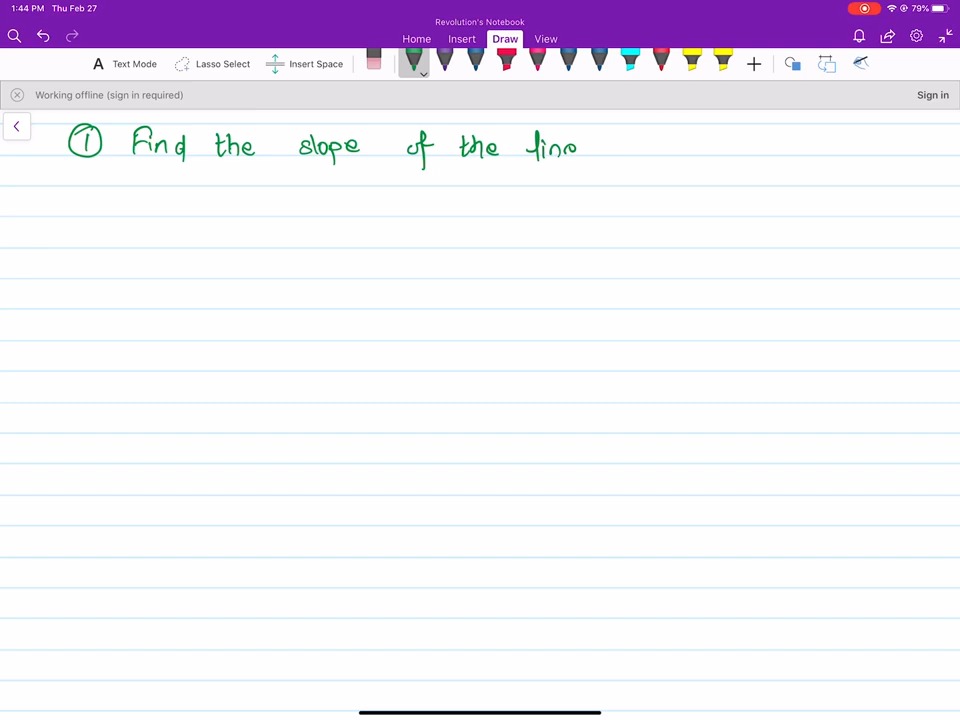 1:44 PM Thu Feb 27
79%
Revolution's Notebook
Home Insert Draw View
A Text Mode Lasso Select Insert Space
Working offline (sign in required) Sign in
① Find the slope of the line